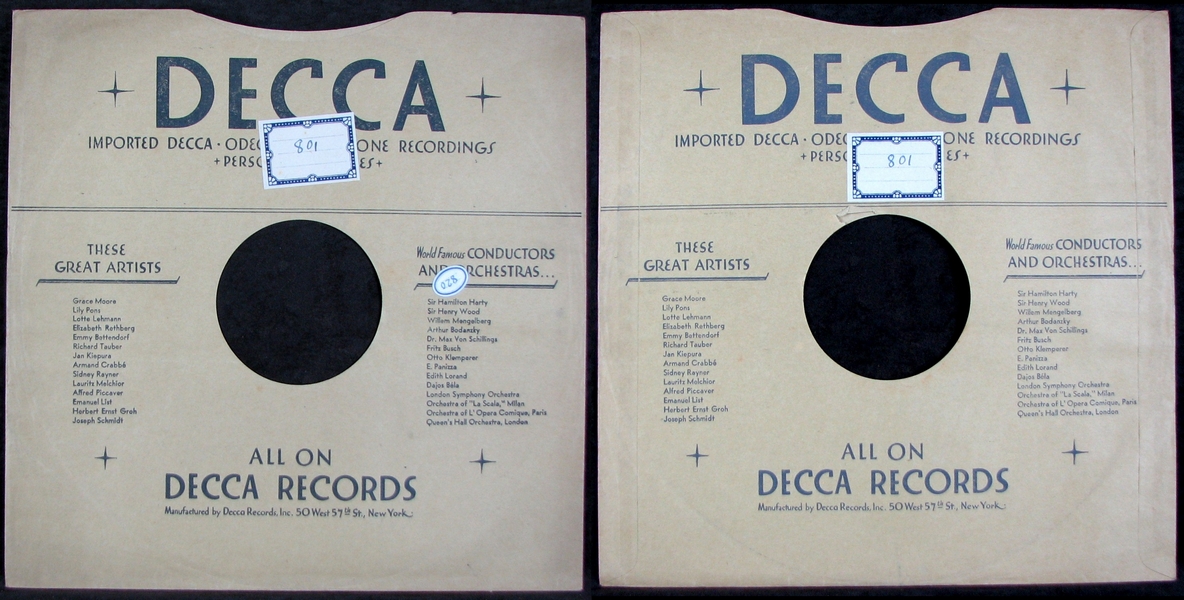 DECCA
IMPORTED DECCA · ODE ONE RECORDINGS
+PERSO ES+
801
THESE
GREAT ARTISTS
Grace Moore
Lily Pons
Lotte Lehmann
Elizabeth Rethberg
Emmy Bettendorf
Richard Tauber
Jan Kiepura
Armand Crabbé
Sidney Rayner
Lauritz Melchior
Alfred Piccaver
Emanuel List
Herbert Ernst Groh
Joseph Schmidt
World Famous CONDUCTORS
AND ORCHESTRAS...
028
Sir Hamilton Harty
Sir Henry Wood
Willem Mengelberg
Arthur Bodanzky
Dr. Max Von Schillings
Fritz Busch
Otto Klemperer
E. Panizza
Edith Lorand
Dajos Béla
London Symphony Orchestra
Orchestra of "La Scala," Milan
Orchestra of L' Opera Comique, Paris
Queen's Hall Orchestra, London
ALL ON
DECCA RECORDS
Manufactured by Decca Records, Inc. 50 West 57th St., New York
DECCA
IMPORTED DECCA · ODE ONE RECORDINGS
+PERSO ES+
801
THESE
GREAT ARTISTS
Grace Moore
Lily Pons
Lotte Lehmann
Elizabeth Rethberg
Emmy Bettendorf
Richard Tauber
Jan Kiepura
Armand Crabbé
Sidney Rayner
Lauritz Melchior
Alfred Piccaver
Emanuel List
Herbert Ernst Groh
Joseph Schmidt
World Famous CONDUCTORS
AND ORCHESTRAS...
Sir Hamilton Harty
Sir Henry Wood
Willem Mengelberg
Arthur Bodanzky
Dr. Max Von Schillings
Fritz Busch
Otto Klemperer
E. Panizza
Edith Lorand
Dajos Béla
London Symphony Orchestra
Orchestra of "La Scala," Milan
Orchestra of L' Opera Comique, Paris
Queen's Hall Orchestra, London
ALL ON
DECCA RECORDS
Manufactured by Decca Records, Inc. 50 West 57th St., New York